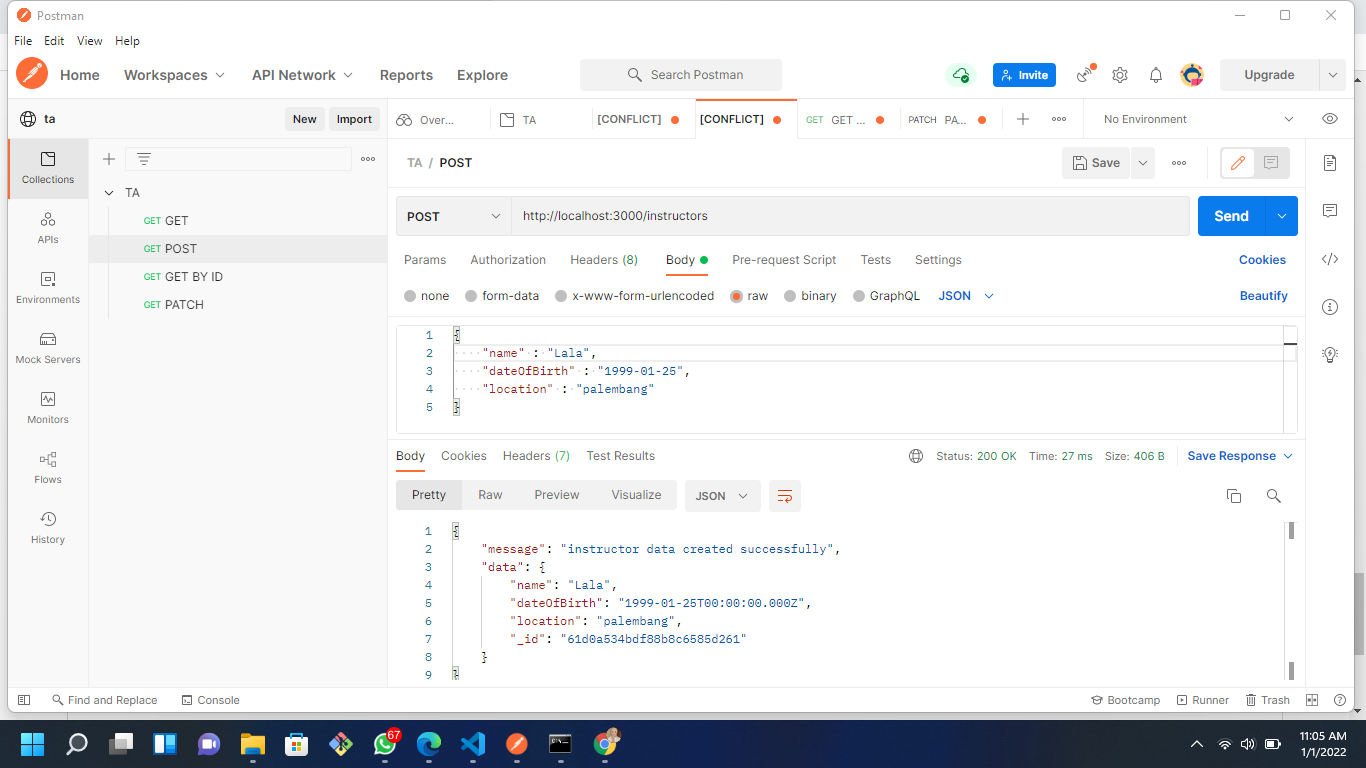 Postman
File Edit View Help
Home Workspaces API Network Reports Explore Search Postman Invite Upgrade
ta New Import Over... TA [CONFLICT] [CONFLICT] GET GET ... PATCH PA... No Environment
Collections
APIs
Environments
Mock Servers
Monitors
Flows
History
TA
GET GET
GET POST
GET GET BY ID
GET PATCH
TA / POST Save
POST http://localhost:3000/instructors Send
Params Authorization Headers (8) Body Pre-request Script Tests Settings Cookies
none form-data x-www-form-urlencoded raw binary GraphQL JSON Beautify
1 {
2 "name" : "Lala",
3 "dateOfBirth" : "1999-01-25",
4 "location" : "palembang"
5 }
Body Cookies Headers (7) Test Results Status: 200 OK Time: 27 ms Size: 406 B Save Response
Pretty Raw Preview Visualize JSON
1 {
2 "message": "instructor data created successfully",
3 "data": {
4 "name": "Lala",
5 "dateOfBirth": "1999-01-25T00:00:00.000Z",
6 "location": "palembang",
7 "_id": "61d0a534bdf88b8c6585d261"
8 }
9 }
Find and Replace Console Bootcamp Runner Trash
67
11:05 AM
1/1/2022